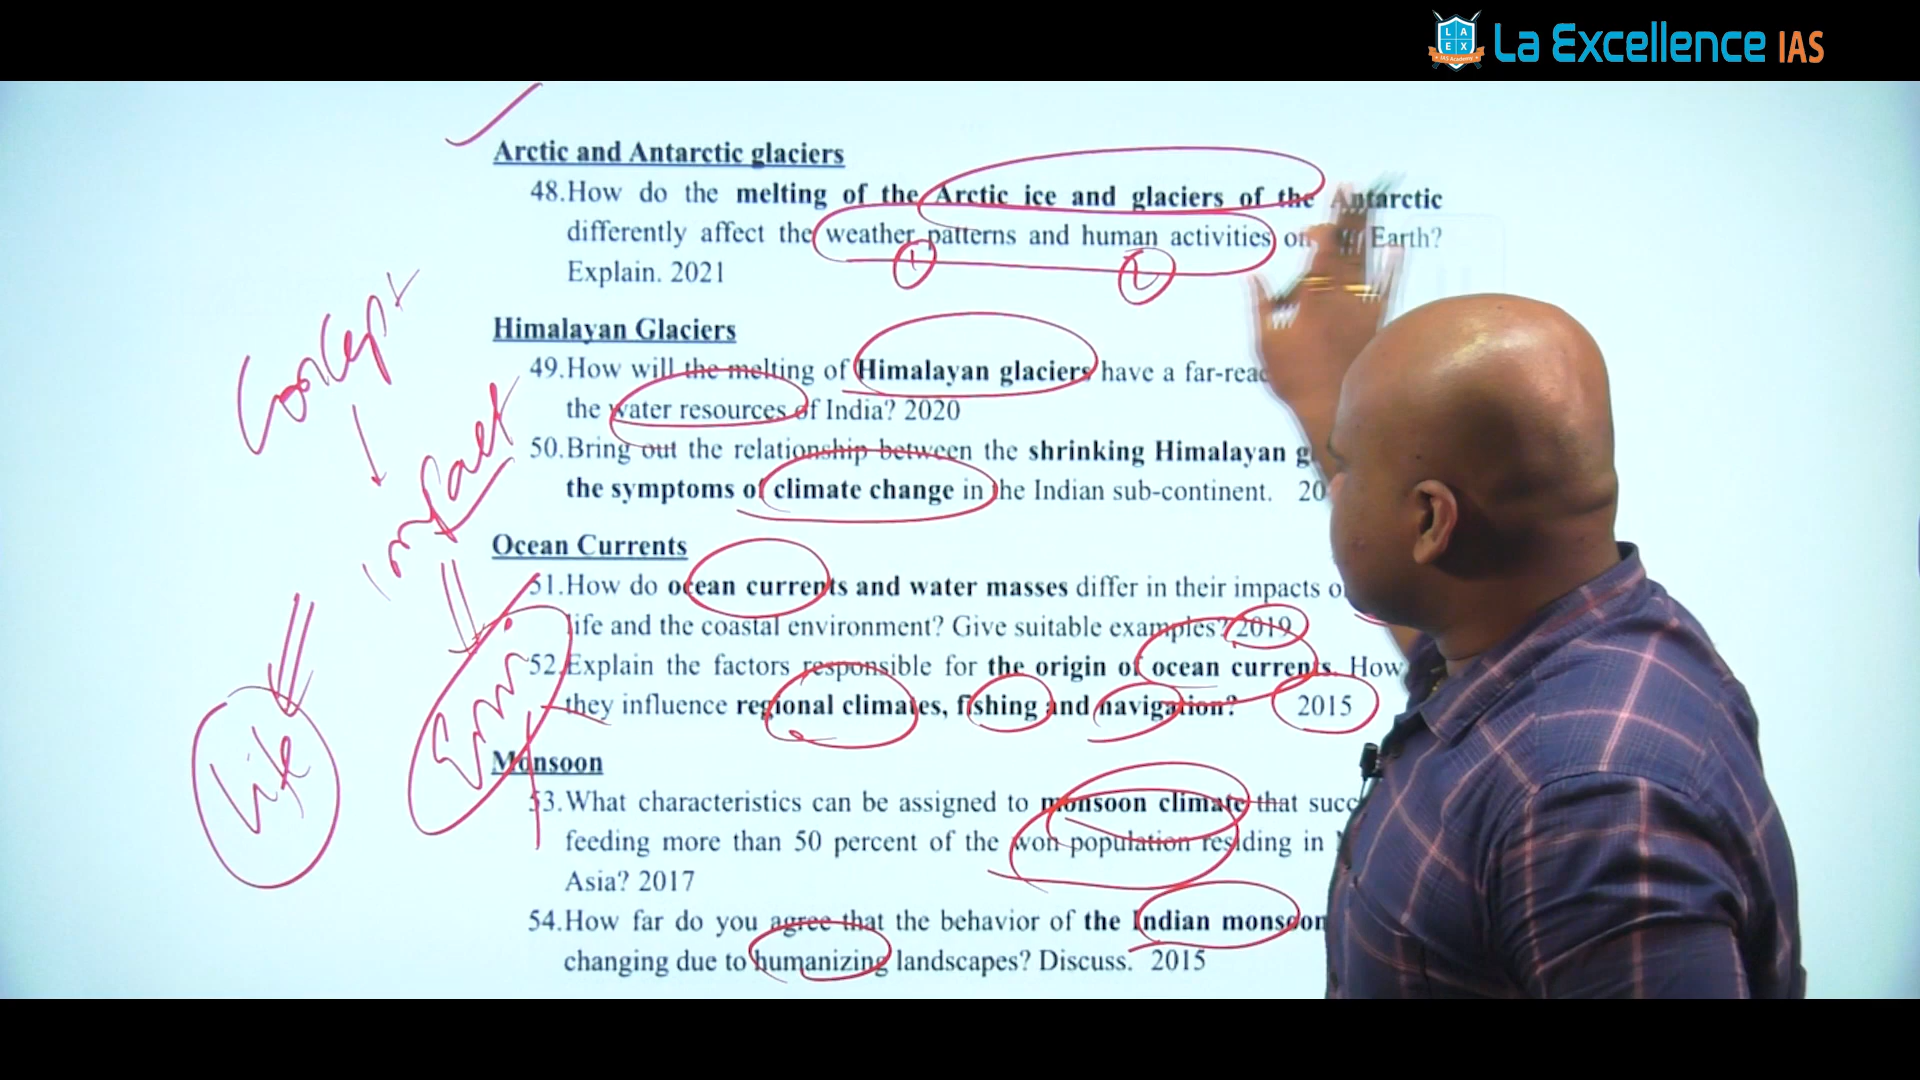 LA
EX
IAS Academy
La Excellence IAS
Arctic and Antarctic glaciers
48.How do the melting of the Arctic ice and glaciers of the Antarctic
differently affect the weather patterns and human activities on Earth?
Explain. 2021
1 2
Himalayan Glaciers
49.How will the melting of Himalayan glaciers have a far-reac
the water resources of India? 2020
50.Bring out the relationship between the shrinking Himalayan g
the symptoms of climate change in the Indian sub-continent. 20
Ocean Currents
51.How do ocean currents and water masses differ in their impacts o
life and the coastal environment? Give suitable examples? 2019
52.Explain the factors responsible for the origin of ocean currents. How
they influence regional climates, fishing and navigation? 2015
Monsoon
53.What characteristics can be assigned to monsoon climate that succ
feeding more than 50 percent of the won population residing in
Asia? 2017
54.How far do you agree that the behavior of the Indian monsoon
changing due to humanizing landscapes? Discuss. 2015
Concept
Impact
Life
Envi